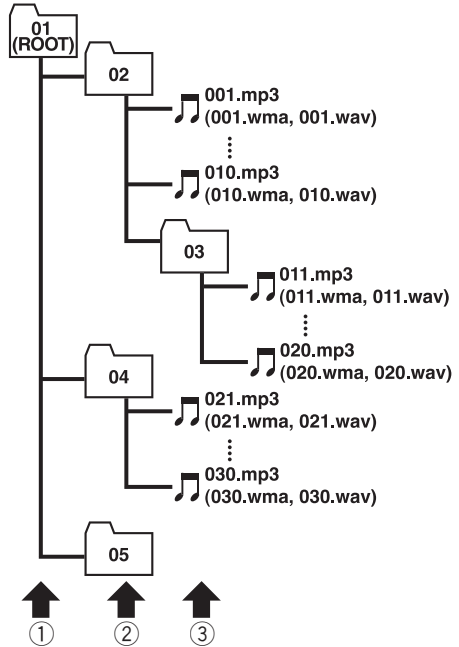 01
(ROOT)
02
001.mp3
(001.wma, 001.wav)
010.mp3
(010.wma, 010.wav)
03
011.mp3
(011.wma, 011.wav)
020.mp3
(020.wma, 020.wav)
04
021.mp3
(021.wma, 021.wav)
030.mp3
(030.wma, 030.wav)
05
① ② ③